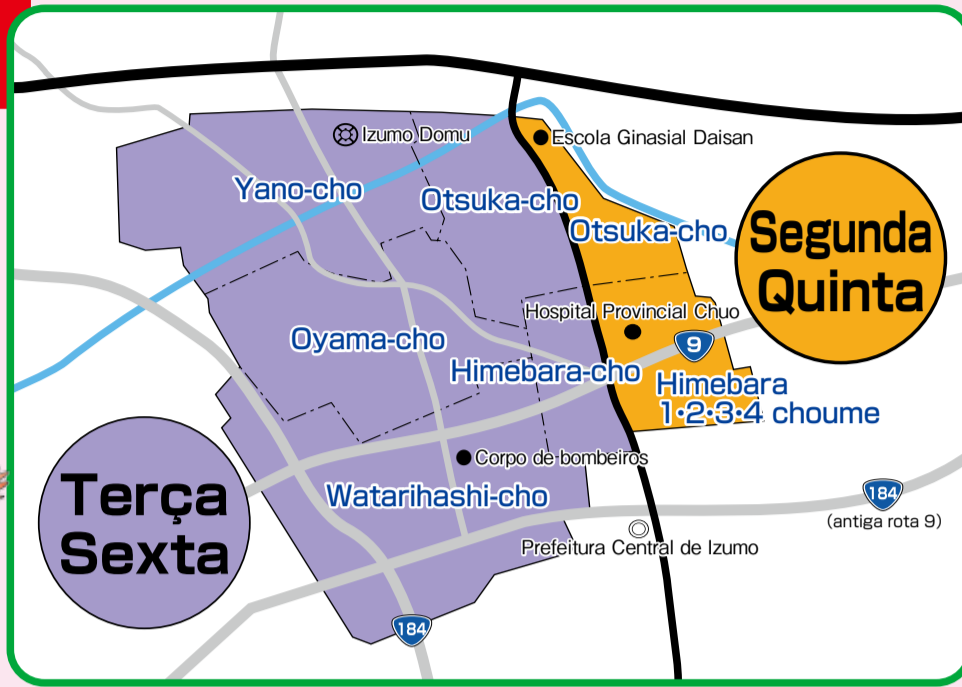 Izumo Domu
Escola Ginasial Daisan
Yano-cho
Otsuka-cho
Otsuka-cho
Segunda
Quinta
Hospital Provincial Chuo
9
Oyama-cho
Himebara-cho
Himebara
1•2•3•4 choume
Corpo de bombeiros
Terça
Sexta
Watarihashi-cho
184
(antiga rota 9)
Prefeitura Central de Izumo
184